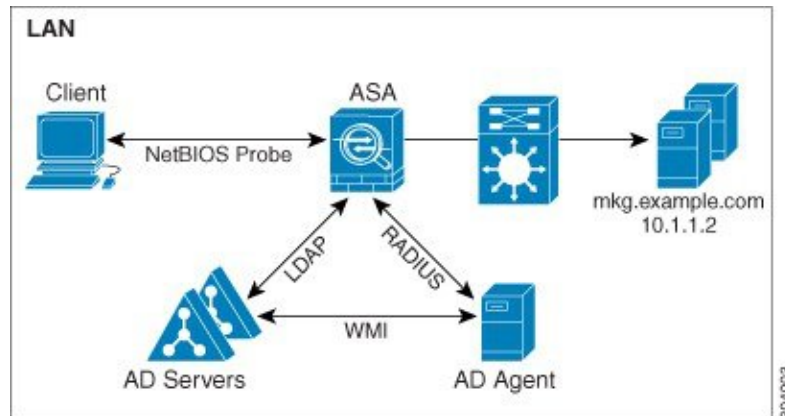 LAN
Client
ASA
NetBIOS Probe
mkg.example.com
10.1.1.2
LDAP
RADIUS
WMI
AD Servers
AD Agent